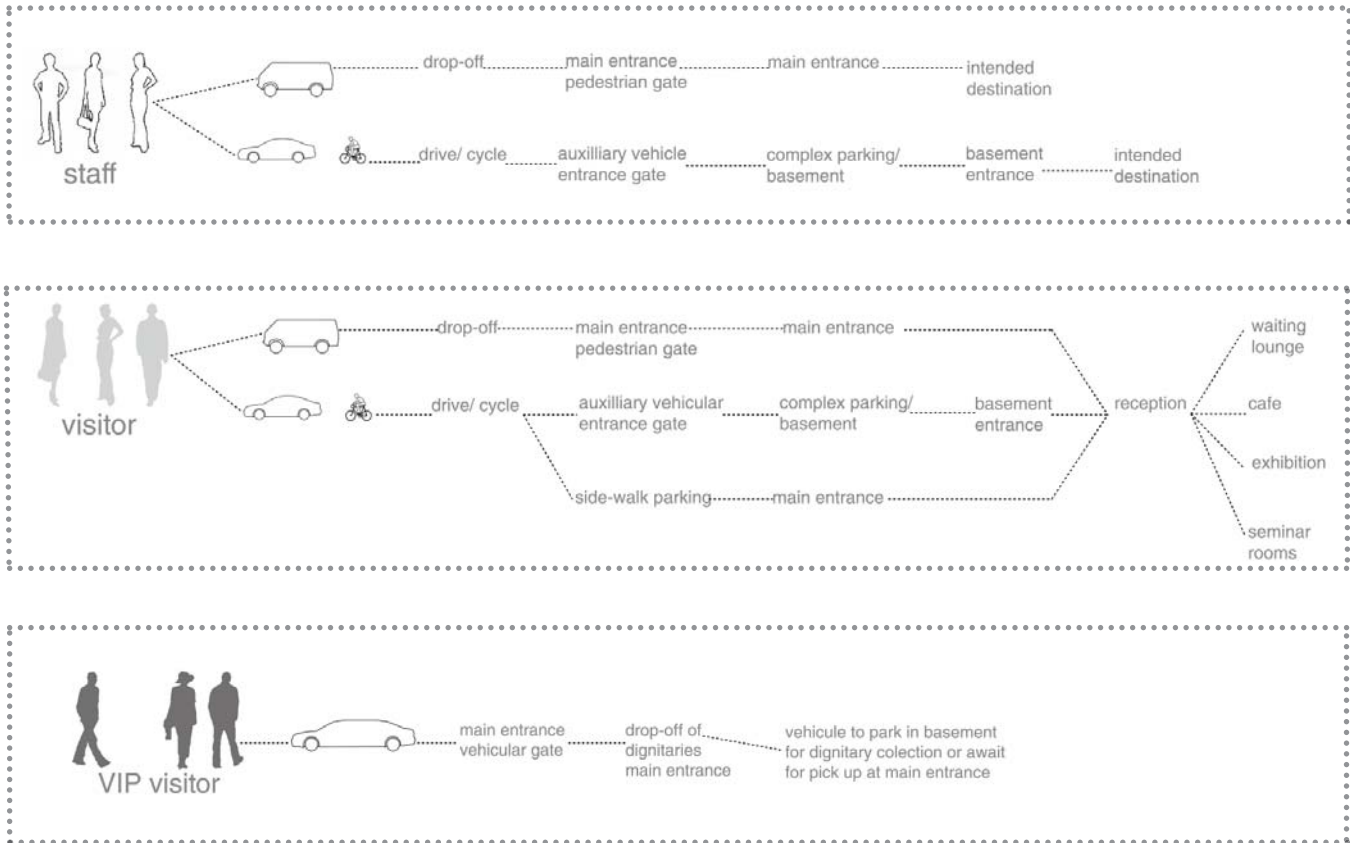 drop-off
main entrance
pedestrian gate
main entrance
intended
destination
staff
drive/ cycle
auxilliary vehicle
entrance gate
complex parking/
basement
basement
entrance
intended
destination
drop-off
main entrance
pedestrian gate
main entrance
waiting
lounge
visitor
drive/ cycle
auxilliary vehicular
entrance gate
complex parking/
basement
basement
entrance
reception
cafe
exhibition
side-walk parking
main entrance
seminar
rooms
VIP visitor
main entrance
vehicular gate
drop-off of
dignitaries
main entrance
vehicule to park in basement
for dignitary colection or await
for pick up at main entrance